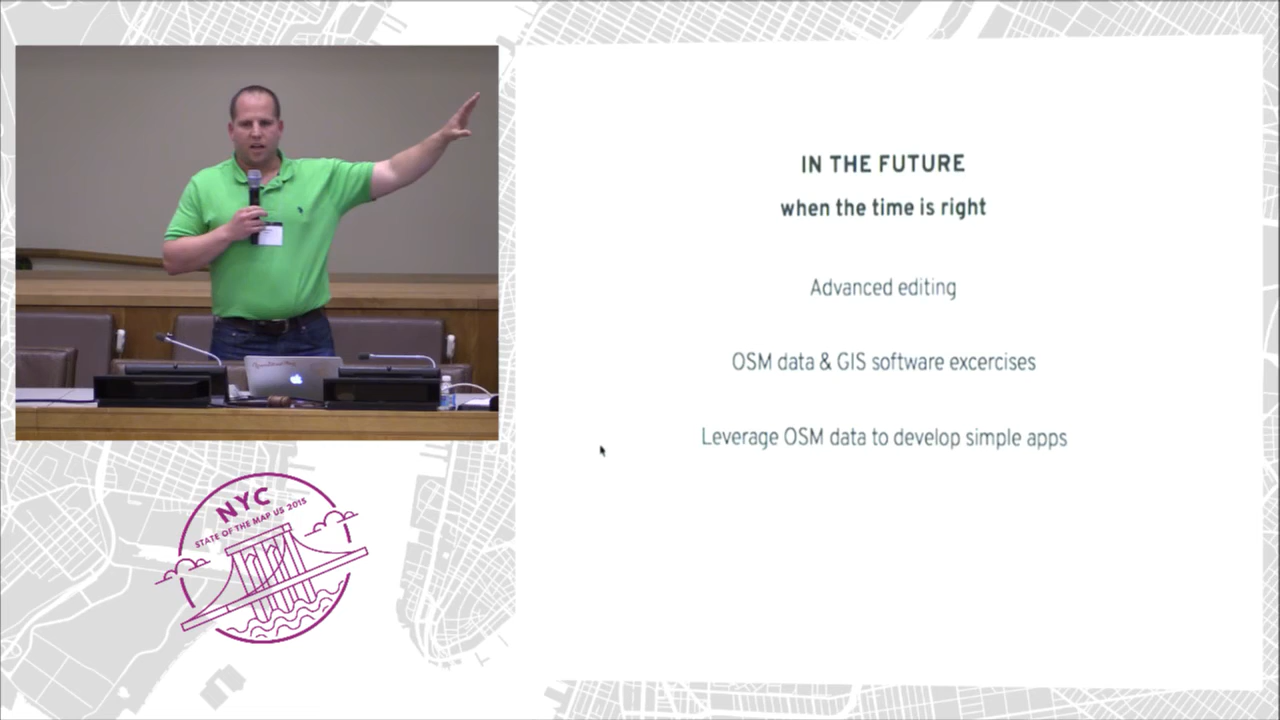 IN THE FUTURE
when the time is right
Advanced editing
OSM data & GIS software excercises
Leverage OSM data to develop simple apps
NYC
STATE OF THE MAP US 2015